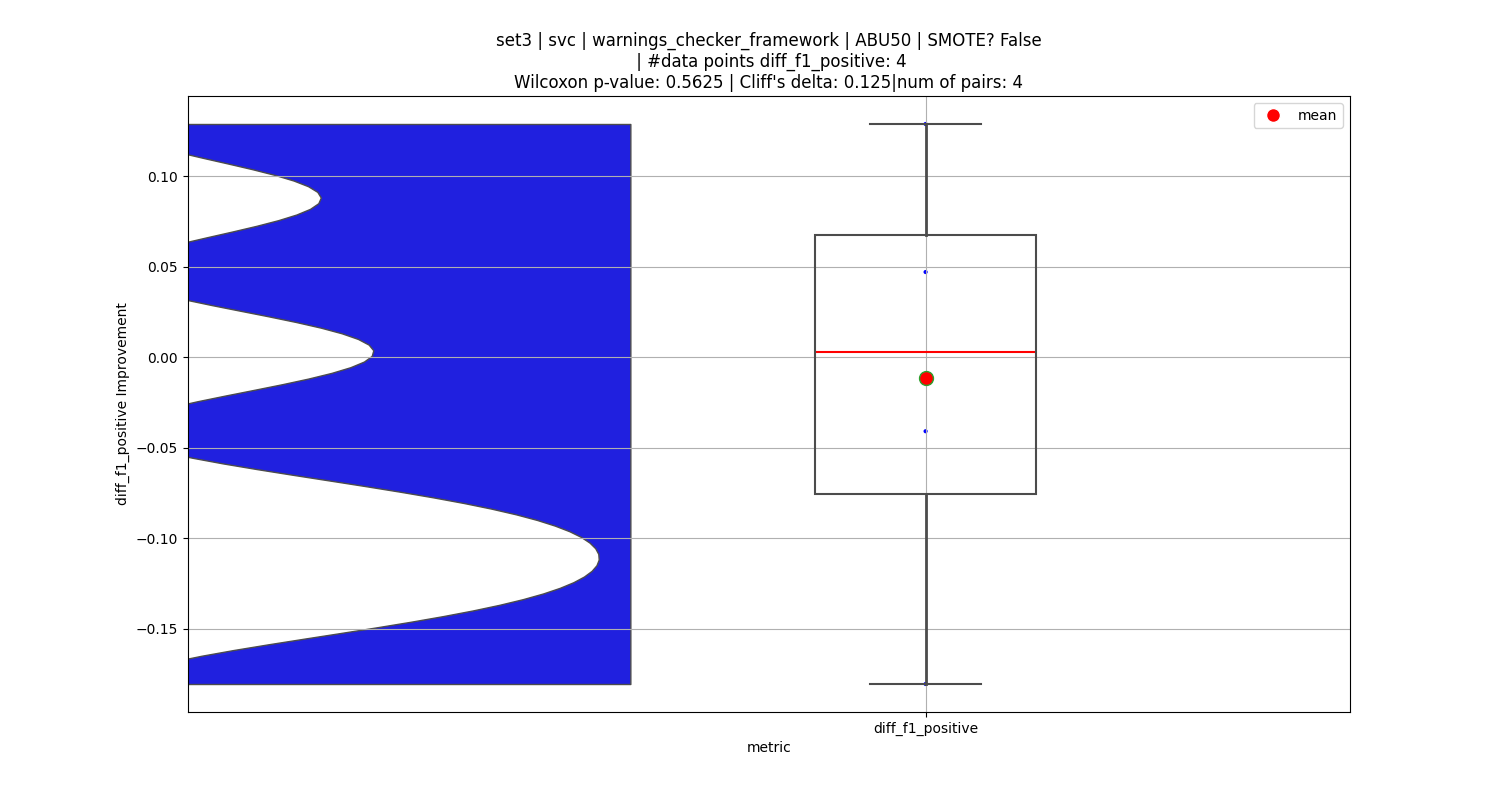 set3 | svc | warnings_checker_framework | ABU50 | SMOTE? False
| #data points diff_f1_positive: 4
Wilcoxon p-value: 0.5625 | Cliff's delta: 0.125|num of pairs: 4
mean
0.10
0.05
0.00
−0.05
−0.10
−0.15
diff_f1_positive Improvement
diff_f1_positive
metric